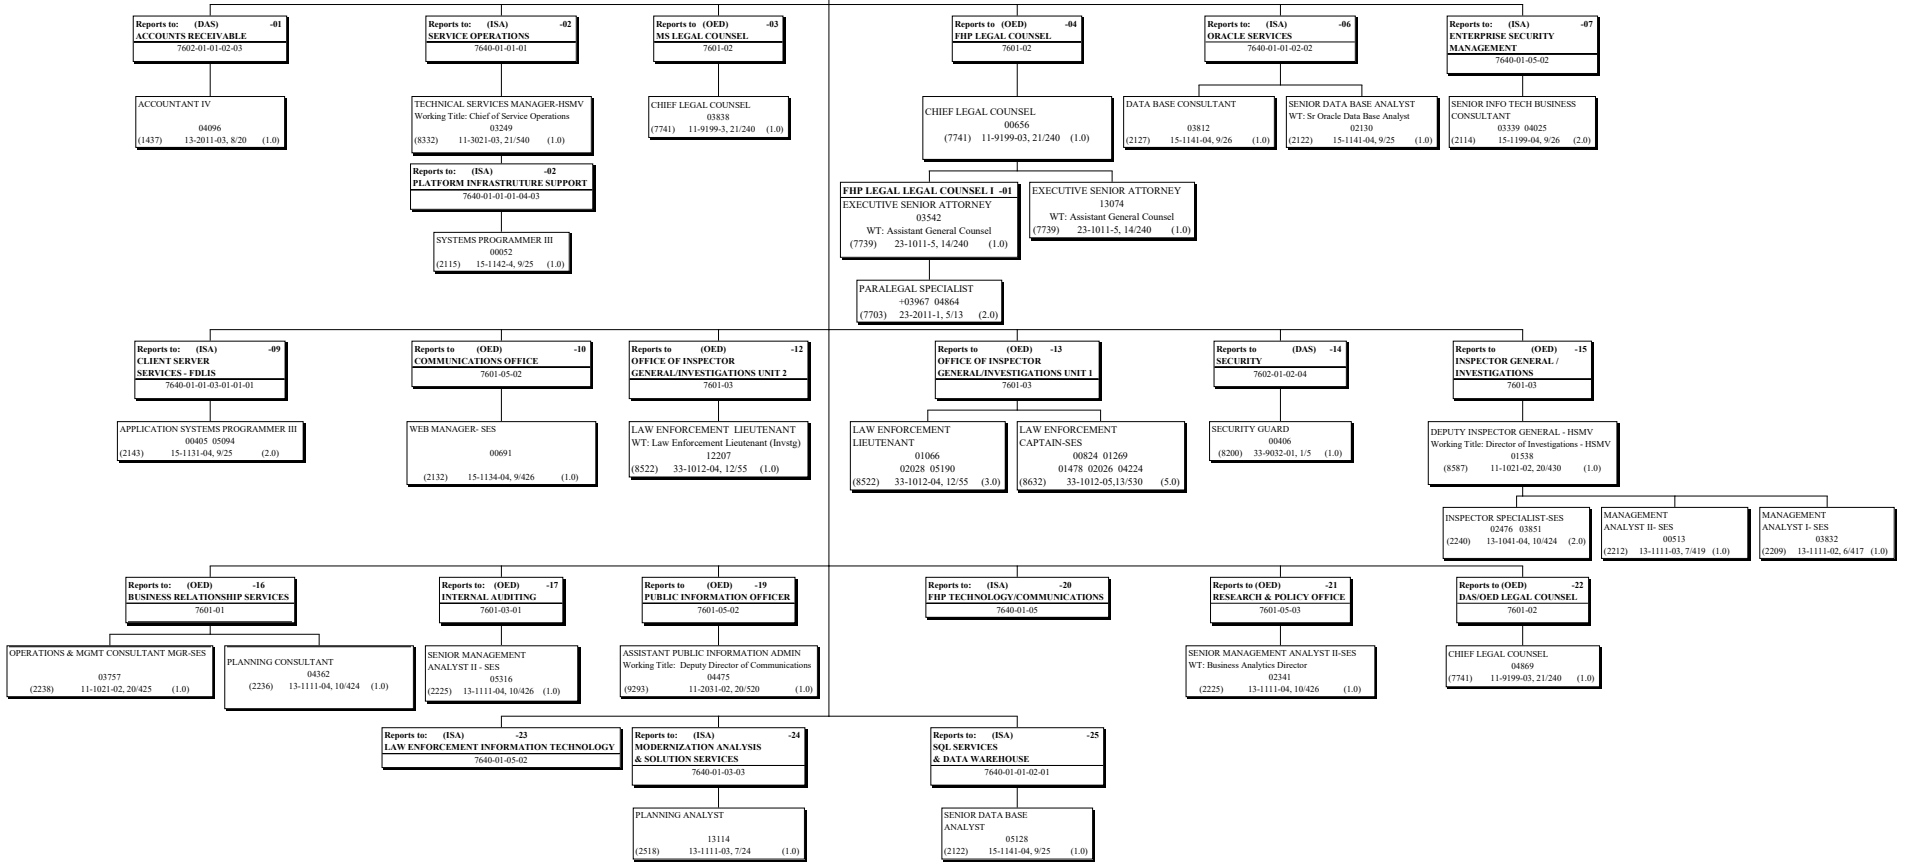 Reports to: (DAS) -01
ACCOUNTS RECEIVABLE
7602-01-01-02-03
ACCOUNTANT IV
04096
(1437) 13-2011-03, 8/20 (1.0)
Reports to: (ISA) -02
SERVICE OPERATIONS
7640-01-01-01
TECHNICAL SERVICES MANAGER-HSMV
Working Title: Chief of Service Operations
03249
(8332) 11-3021-03, 21/540 (1.0)
Reports to: (ISA) -02
PLATFORM INFRASTRUTURE SUPPORT
7640-01-01-01-04-03
SYSTEMS PROGRAMMER III
00052
(2115) 15-1142-4, 9/25 (1.0)
Reports to (OED) -03
MS LEGAL COUNSEL
7601-02
CHIEF LEGAL COUNSEL
03838
(7741) 11-9199-3, 21/240 (1.0)
Reports to (OED) -04
FHP LEGAL COUNSEL
7601-02
CHIEF LEGAL COUNSEL
00656
(7741) 11-9199-03, 21/240 (1.0)
FHP LEGAL LEGAL COUNSEL I -01
EXECUTIVE SENIOR ATTORNEY
03542
WT: Assistant General Counsel
(7739) 23-1011-5, 14/240 (1.0)
EXECUTIVE SENIOR ATTORNEY
13074
WT: Assistant General Counsel
(7739) 23-1011-5, 14/240 (1.0)
PARALEGAL SPECIALIST
+03967 04864
(7703) 23-2011-1, 5/13 (2.0)
Reports to: (ISA) -06
ORACLE SERVICES
7640-01-01-02-02
DATA BASE CONSULTANT
03812
(2127) 15-1141-04, 9/26 (1.0)
SENIOR DATA BASE ANALYST
WT: Sr Oracle Data Base Analyst
02130
(2122) 15-1141-04, 9/25 (1.0)
Reports to: (ISA) -07
ENTERPRISE SECURITY
MANAGEMENT
7640-01-05-02
SENIOR INFO TECH BUSINESS
CONSULTANT
03339 04025
(2114) 15-1199-04, 9/26 (2.0)
Reports to: (ISA) -09
CLIENT SERVER
SERVICES - FDLIS
7640-01-01-03-01-01-01
APPLICATION SYSTEMS PROGRAMMER III
00405 05094
(2143) 15-1131-04, 9/25 (2.0)
Reports to (OED) -10
COMMUNICATIONS OFFICE
7601-05-02
WEB MANAGER- SES
00691
(2132) 15-1134-04, 9/426 (1.0)
Reports to (OED) -12
OFFICE OF INSPECTOR
GENERAL/INVESTIGATIONS UNIT 2
7601-03
LAW ENFORCEMENT LIEUTENANT
WT: Law Enforcement Lieutenant (Invstg)
12207
(8522) 33-1012-04, 12/55 (1.0)
Reports to (OED) -13
OFFICE OF INSPECTOR
GENERAL/INVESTIGATIONS UNIT 1
7601-03
LAW ENFORCEMENT
LIEUTENANT
01066
02028 05190
(8522) 33-1012-04, 12/55 (3.0)
LAW ENFORCEMENT
CAPTAIN-SES
00824 01269
01478 02026 04224
(8632) 33-1012-05,13/530 (5.0)
Reports to (DAS) -14
SECURITY
7602-01-02-04
SECURITY GUARD
00406
(8200) 33-9032-01, 1/5 (1.0)
Reports to (OED) -15
INSPECTOR GENERAL /
INVESTIGATIONS
7601-03
DEPUTY INSPECTOR GENERAL - HSMV
Working Title: Director of Investigations - HSMV
01538
(8587) 11-1021-02, 20/430 (1.0)
INSPECTOR SPECIALIST-SES
02476 03851
(2240) 13-1041-04, 10/424 (2.0)
MANAGEMENT
ANALYST II- SES
00513
(2212) 13-1111-03, 7/419 (1.0)
MANAGEMENT
ANALYST I- SES
03832
(2209) 13-1111-02, 6/417 (1.0)
Reports to: (OED) -16
BUSINESS RELATIONSHIP SERVICES
7601-01
OPERATIONS & MGMT CONSULTANT MGR-SES
03757
(2238) 11-1021-02, 20/425 (1.0)
PLANNING CONSULTANT
04362
(2236) 13-1111-04, 10/424 (1.0)
Reports to: (OED) -17
INTERNAL AUDITING
7601-03-01
SENIOR MANAGEMENT
ANALYST II - SES
05316
(2225) 13-1111-04, 10/426 (1.0)
Reports to (OED) -19
PUBLIC INFORMATION OFFICER
7601-05-02
ASSISTANT PUBLIC INFORMATION ADMIN
Working Title: Deputy Director of Communications
04475
(9293) 11-2031-02, 20/520 (1.0)
Reports to: (ISA) -20
FHP TECHNOLOGY/COMMUNICATIONS
7640-01-05
Reports to (OED) -21
RESEARCH & POLICY OFFICE
7601-05-03
SENIOR MANAGEMENT ANALYST II-SES
WT: Business Analytics Director
02341
(2225) 13-1111-04, 10/426 (1.0)
Reports to (OED) -22
DAS/OED LEGAL COUNSEL
7601-02
CHIEF LEGAL COUNSEL
04869
(7741) 11-9199-03, 21/240 (1.0)
Reports to: (ISA) -23
LAW ENFORCEMENT INFORMATION TECHNOLOGY
7640-01-05-02
Reports to: (ISA) -24
MODERNIZATION ANALYSIS
& SOLUTION SERVICES
7640-01-03-03
PLANNING ANALYST
13114
(2518) 13-1111-03, 7/24 (1.0)
Reports to: (ISA) -25
SQL SERVICES
& DATA WAREHOUSE
7640-01-01-02-01
SENIOR DATA BASE
ANALYST
05128
(2122) 15-1141-04, 9/25 (1.0)